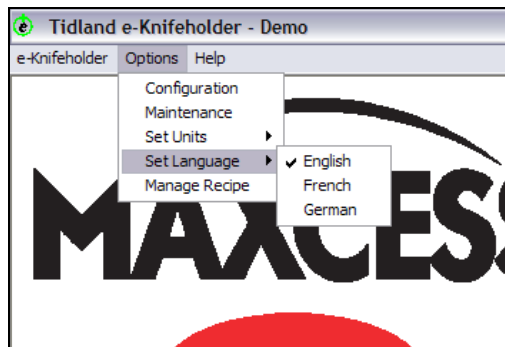 Tidland e-Knifeholder - Demo
e-Knifeholder Options Help
Configuration
Maintenance
Set Units
Set Language
Manage Recipe
English
French
German
MAXCESS